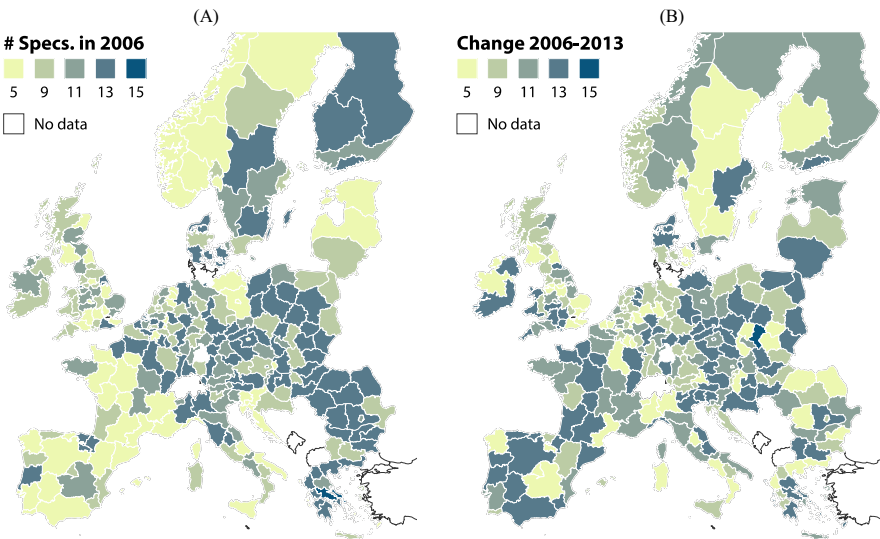 (A)
# Specs. in 2006
5 9 11 13 15
No data
(B)
Change 2006-2013
5 9 11 13 15
No data